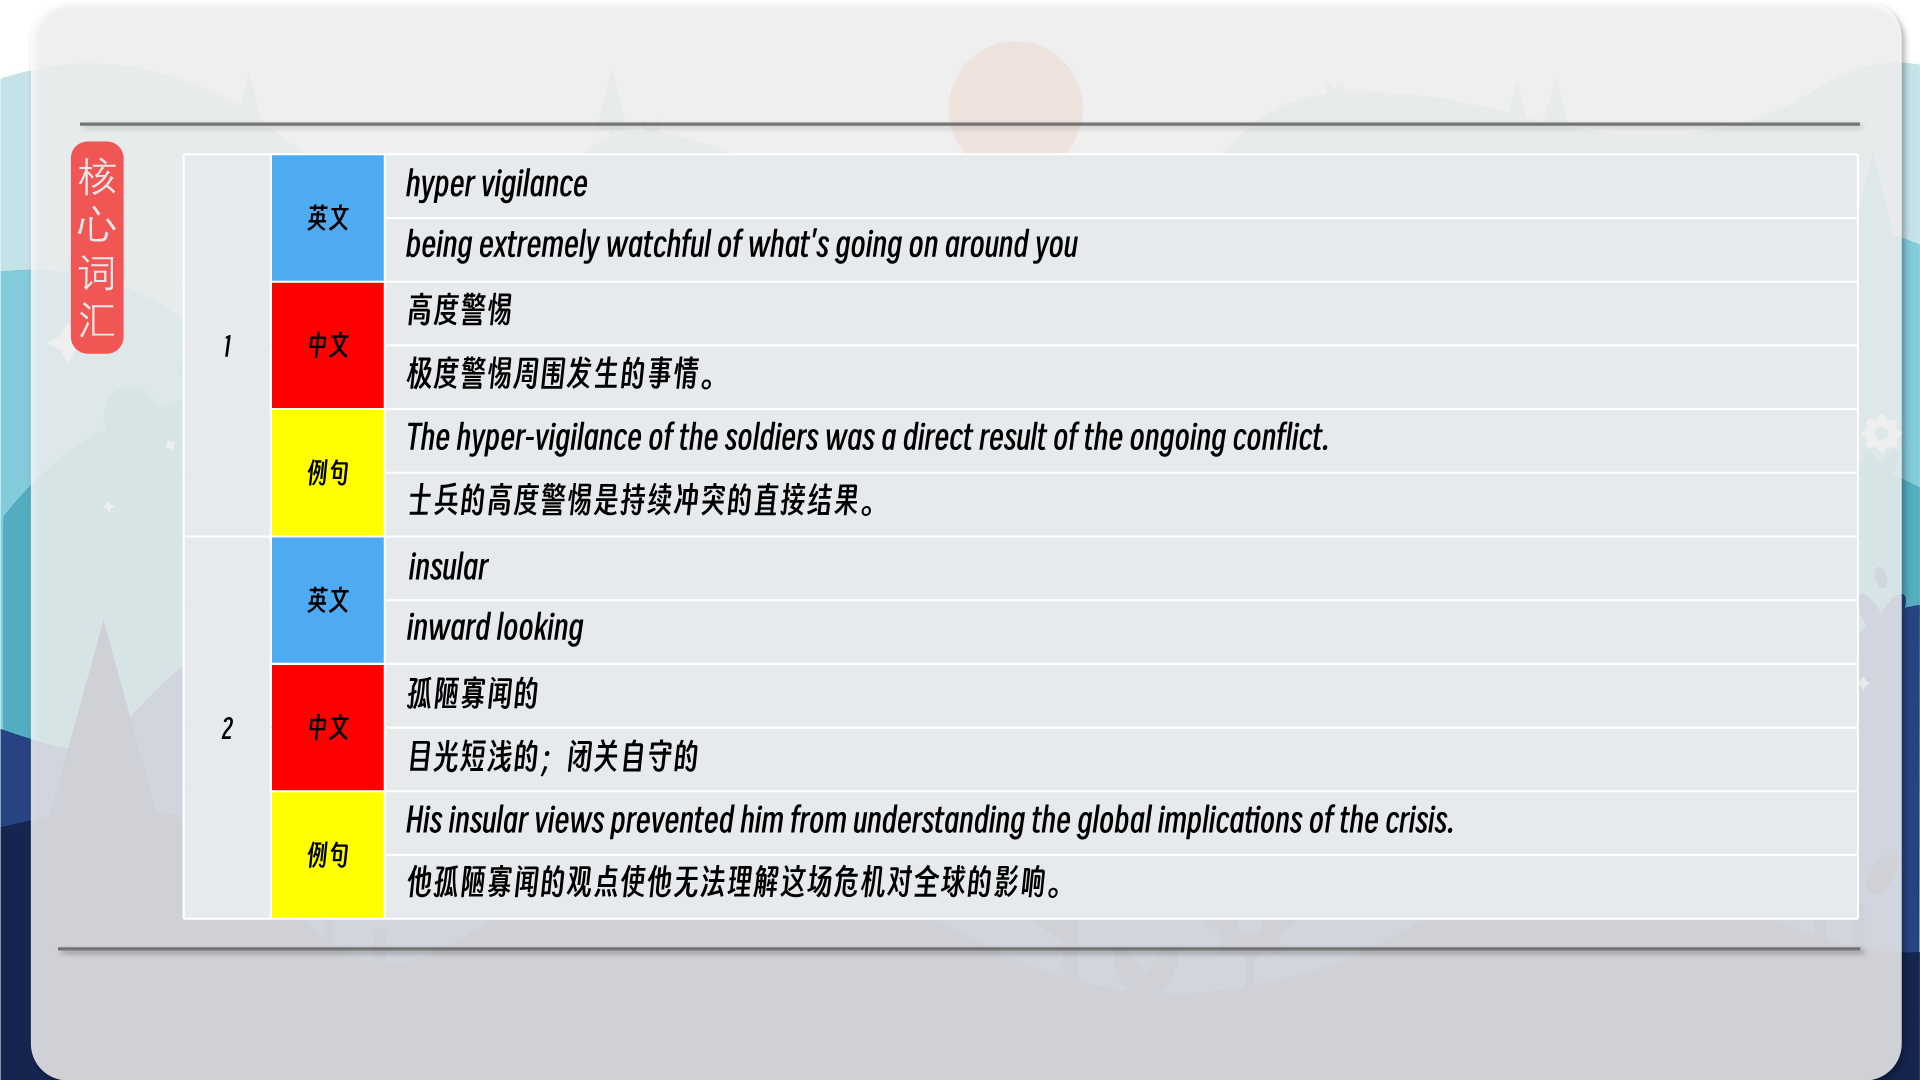 核心词汇
1
英文
hyper vigilance
being extremely watchful of what's going on around you
中文
高度警惕
极度警惕周围发生的事情。
例句
The hyper-vigilance of the soldiers was a direct result of the ongoing conflict.
士兵的高度警惕是持续冲突的直接结果。
2
英文
insular
inward looking
中文
孤陋寡闻的
目光短浅的；闭关自守的
例句
His insular views prevented him from understanding the global implications of the crisis.
他孤陋寡闻的观点使他无法理解这场危机对全球的影响。